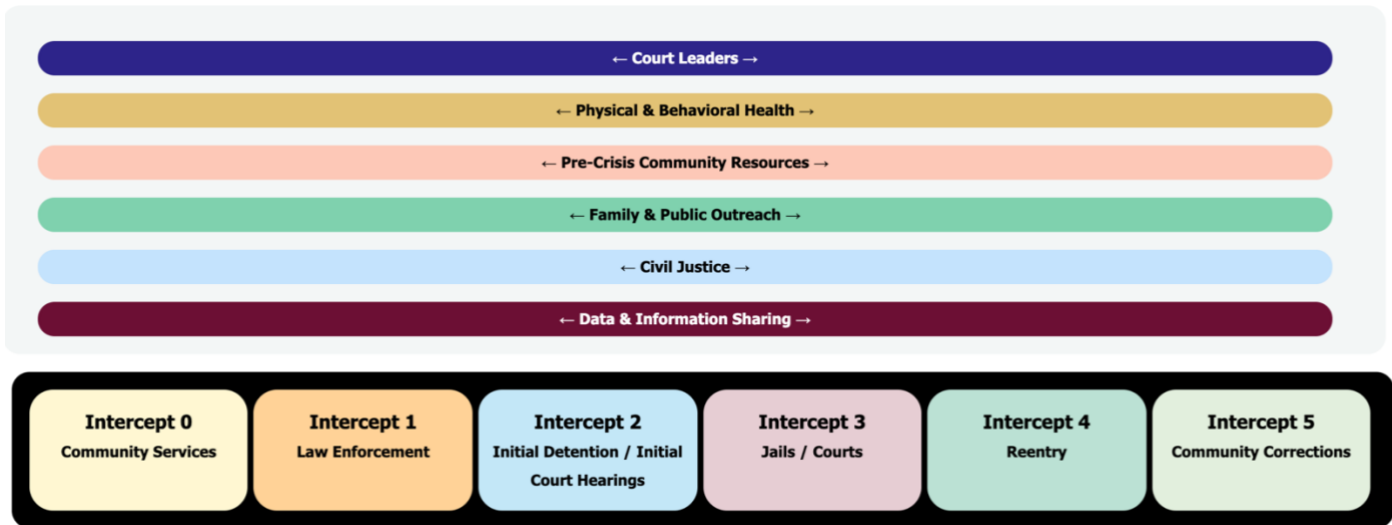 ← Court Leaders →
← Physical & Behavioral Health →
← Pre-Crisis Community Resources →
← Family & Public Outreach →
← Civil Justice →
← Data & Information Sharing →
Intercept 0
Community Services
Intercept 1
Law Enforcement
Intercept 2
Initial Detention / Initial
Court Hearings
Intercept 3
Jails / Courts
Intercept 4
Reentry
Intercept 5
Community Corrections